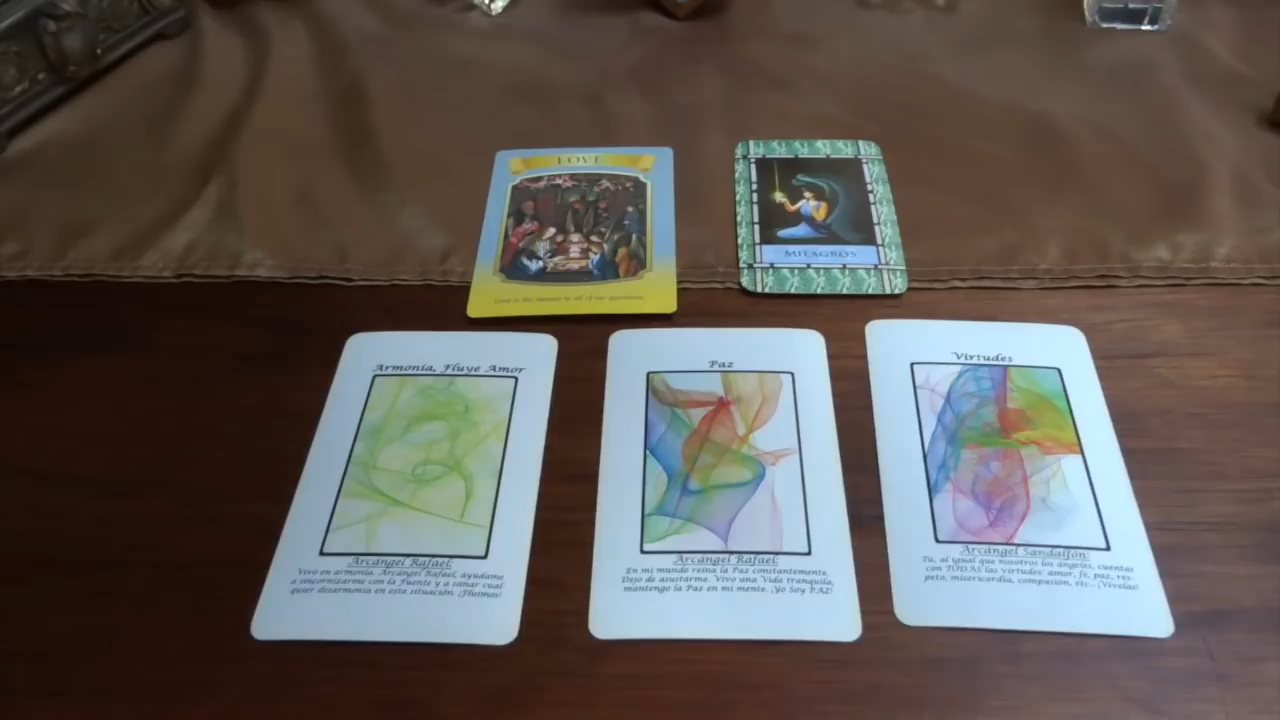 LOVE
Love is the answer to all of my questions.
MILAGROS
Armonía, Fluye Amor
Arcángel Rafael:
Vivo en armonía. Arcángel Rafael, ayúdame
a sincornizarme con la Fuente y a sanar cual
quier desarmonía en esta situación. ¡Fluimos!
Paz
Arcángel Rafael:
En mi mundo reina la Paz constantemente.
Dejo de asustarme. Vivo una Vida tranquila,
mantengo la Paz en mi mente. ¡Yo Soy PAZ!
Virtudes
Arcángel Sandalfón:
Tú, al igual que nosotros los ángeles, cuentas
con TODAS las virtudes: amor, fe, paz, res-
peto, misericordia, compasión, etc. ¡Vívelas!